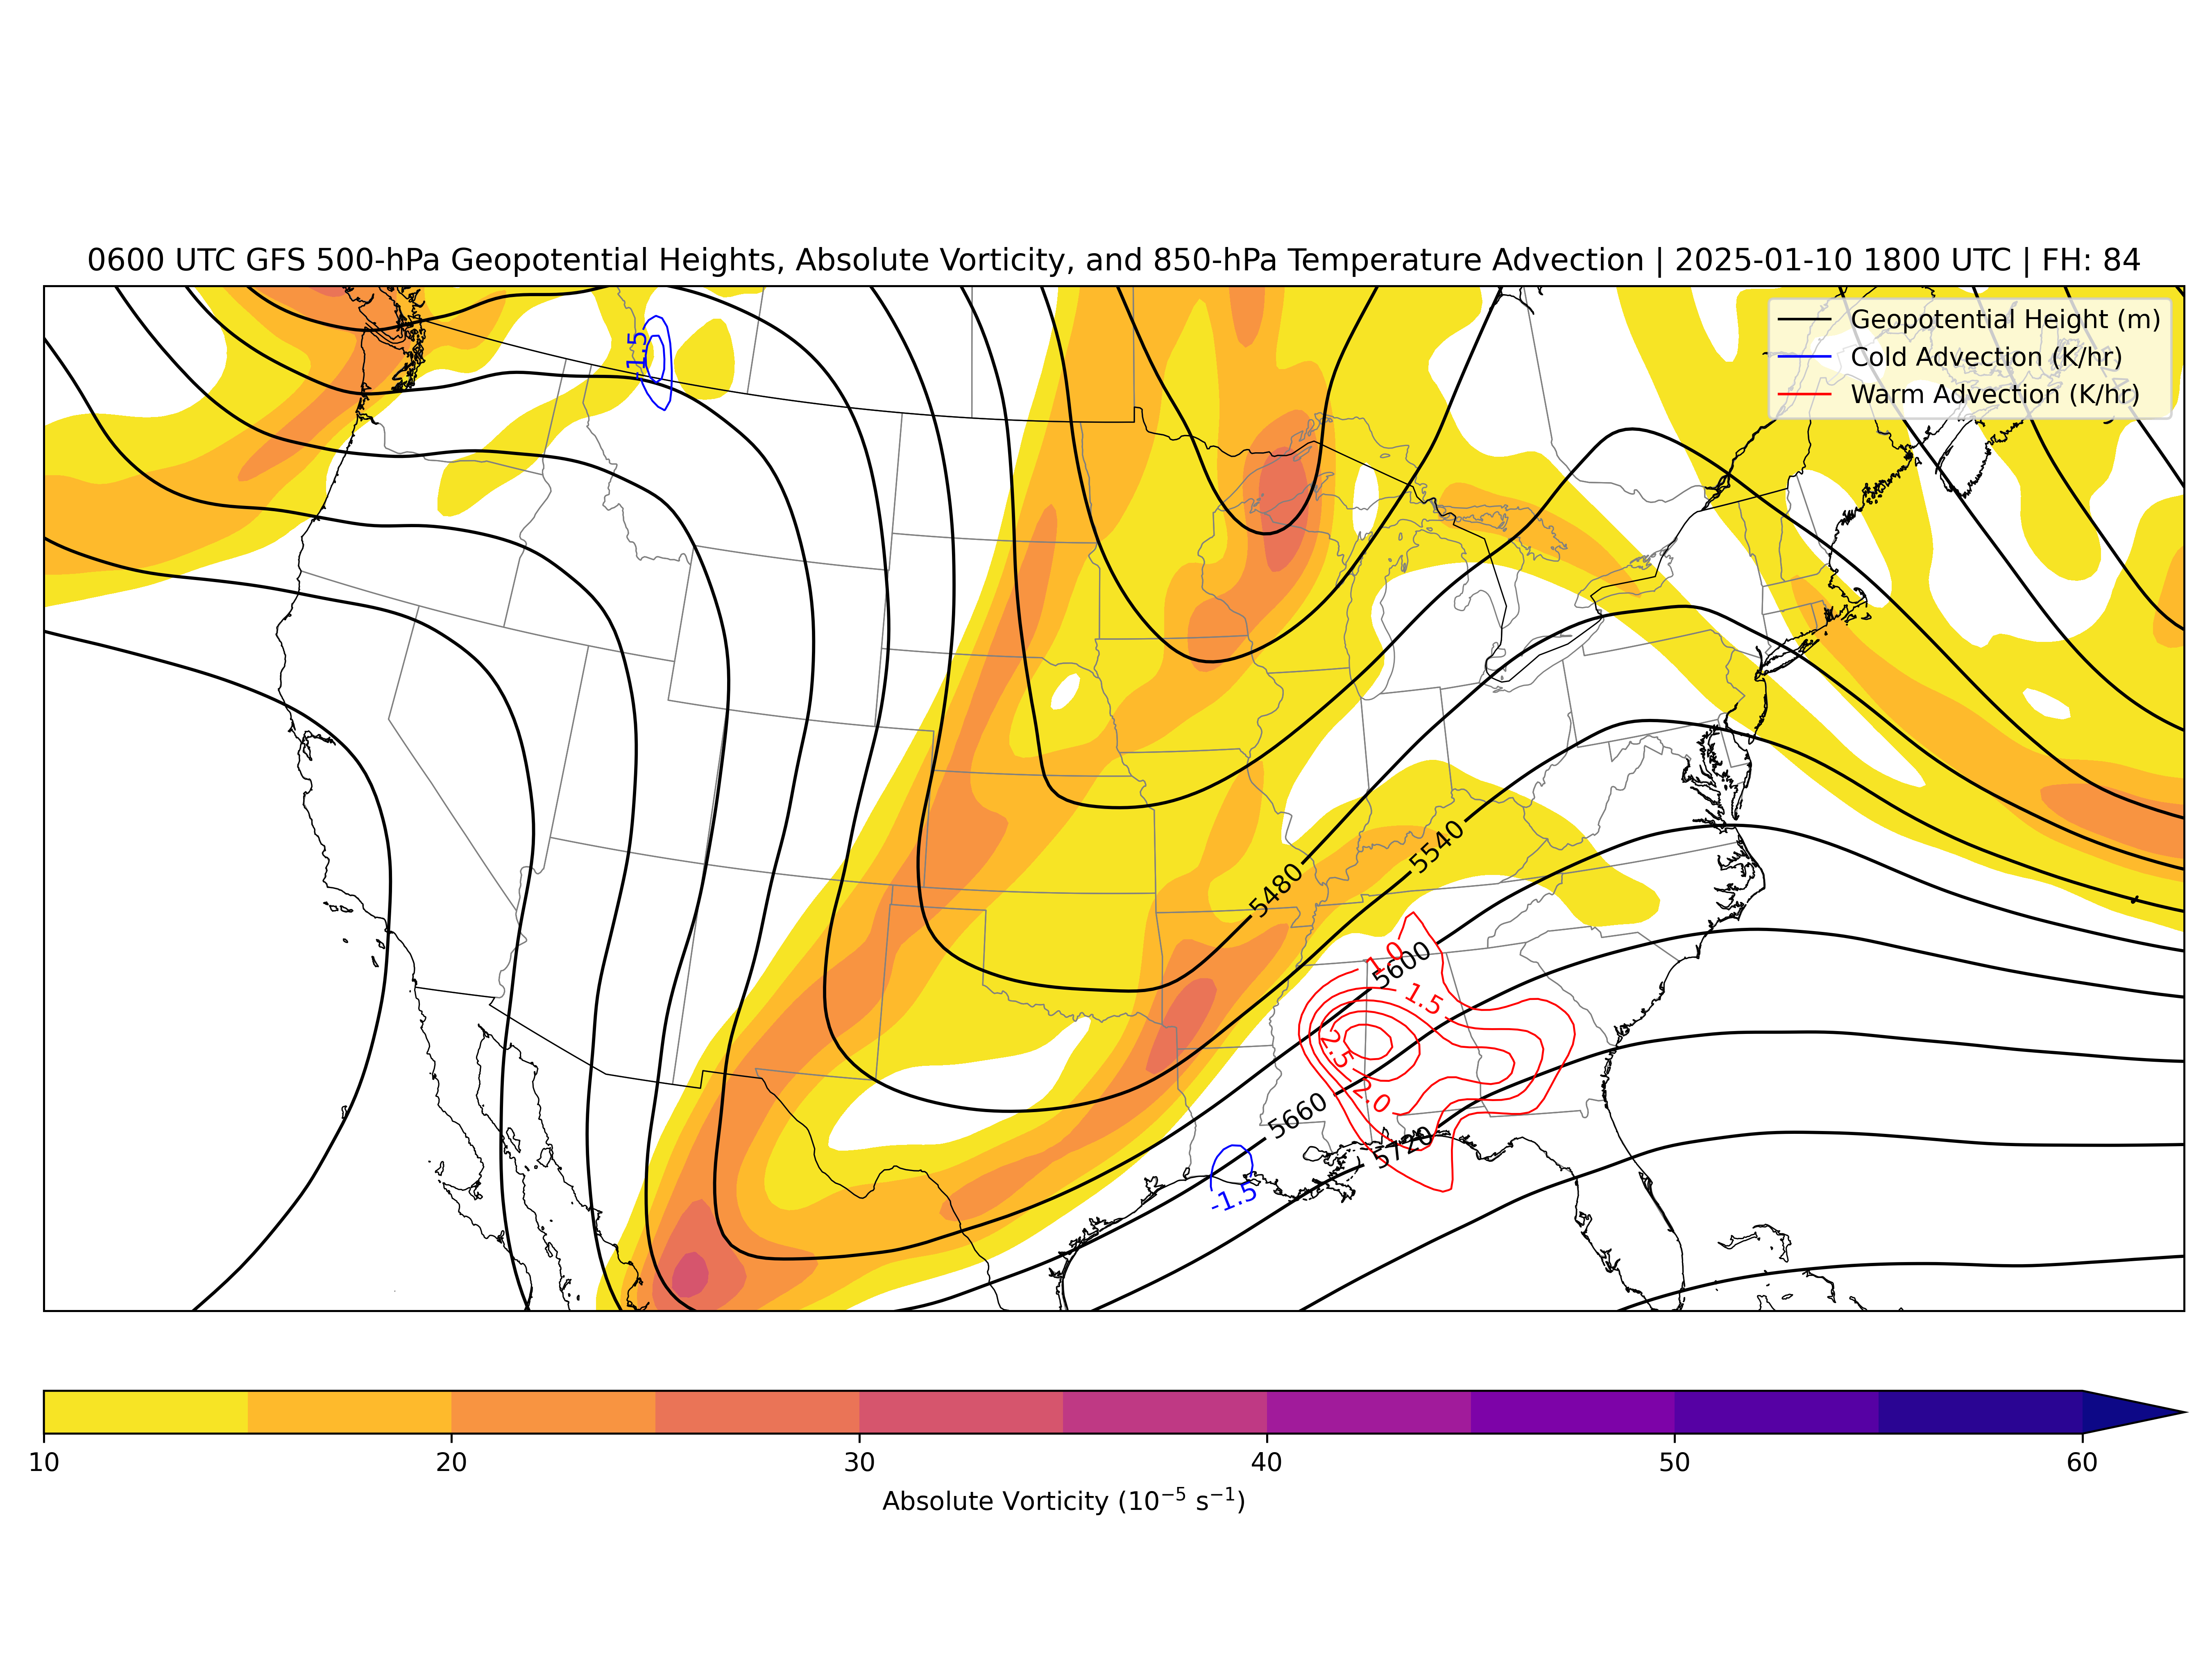 0600 UTC GFS 500-hPa Geopotential Heights, Absolute Vorticity, and 850-hPa Temperature Advection | 2025-01-10 1800 UTC | FH: 84
Geopotential Height (m)
Cold Advection (K/hr)
Warm Advection (K/hr)
-1.5
5540
5480
1.0
5600
1.5
2.5
2.0
5660
5720
-1.5
10 20 30 40 50 60
Absolute Vorticity (10⁻⁵ s⁻¹)